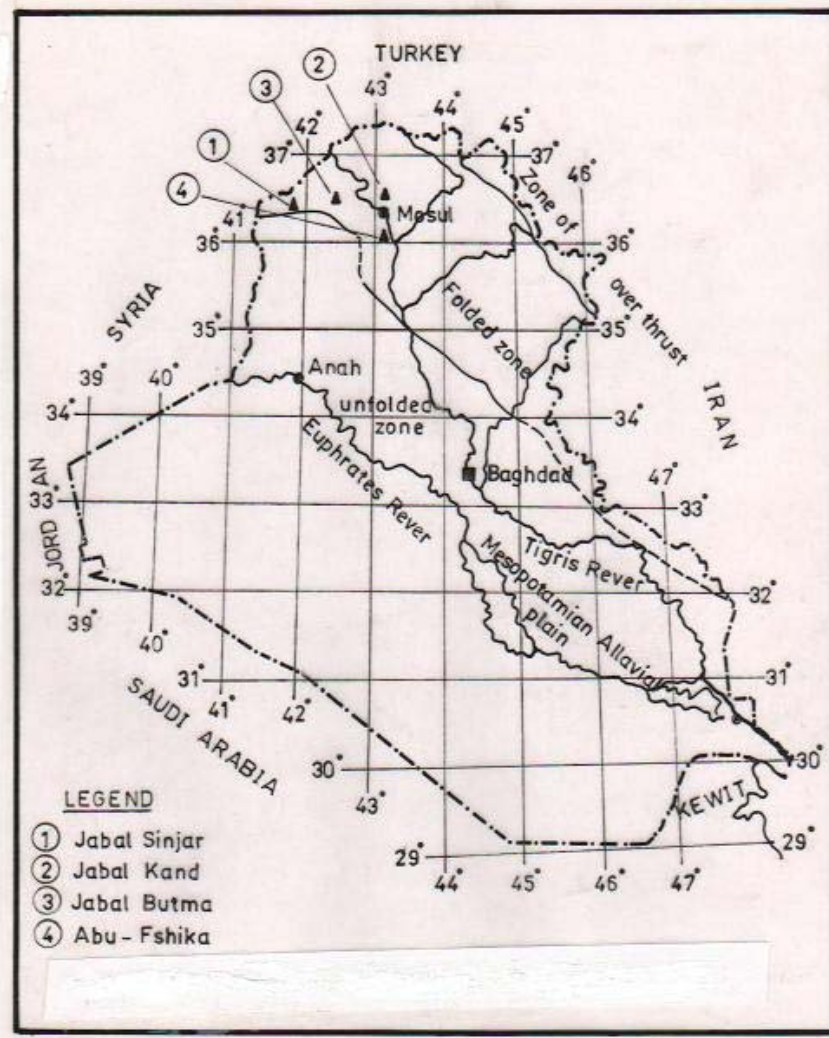 TURKEY
② 43°
③ 44°
42° 45°
① 37° 37°
46°
④ Zone of
41° Mosul
36° 36°
over thrust
SYRIA
Folded zone
35° 35°
IRAN
Anah
39° 40°
unfolded
zone
34° 34°
Euphrates Rever
Baghdad
47°
33° 33°
JORDAN
Tigris Rever
Mesopotamian Allavial
plain
32° 32°
39°
40°
31° 31°
SAUDI ARABIA
41° 42°
30° 30°
43°
KEWIT
29° 29°
44° 45° 46° 47°
LEGEND
① Jabal Sinjar
② Jabal Kand
③ Jabal Butma
④ Abu-Fshika